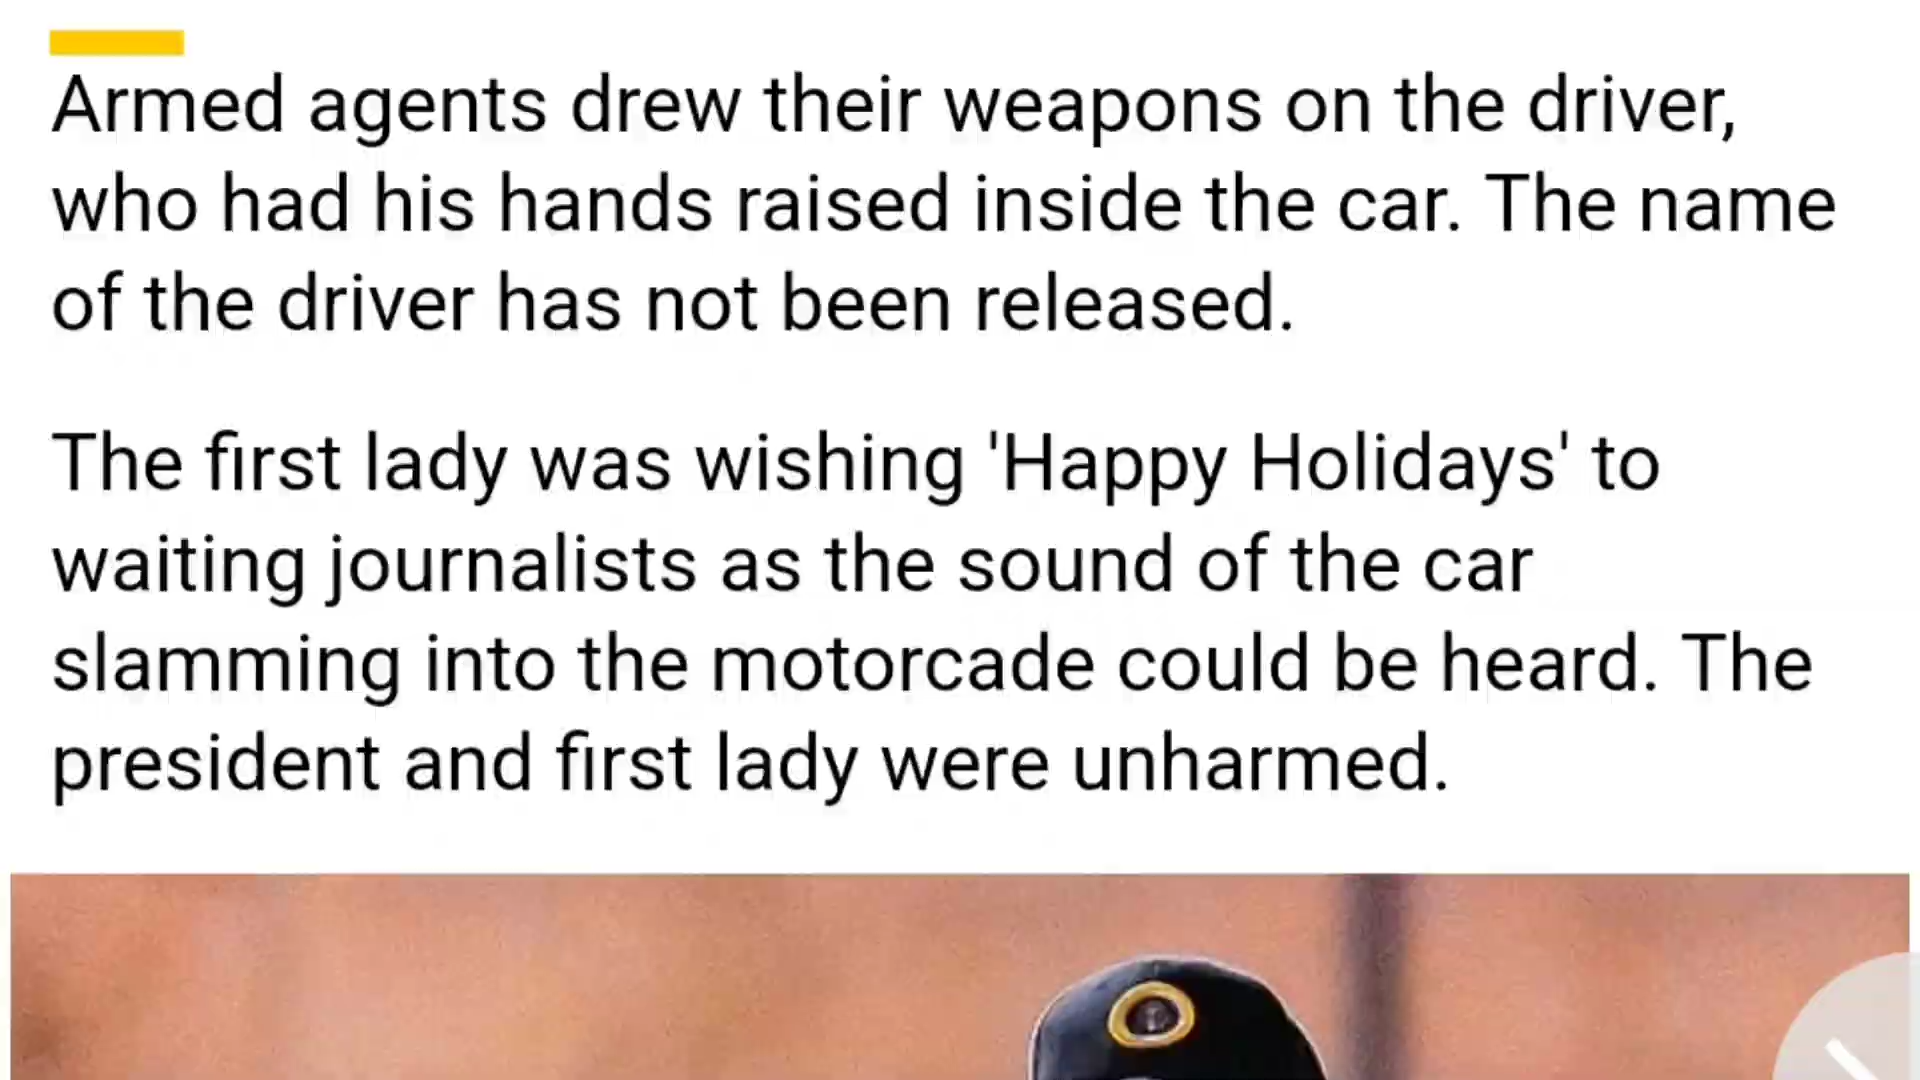 Armed agents drew their weapons on the driver,
who had his hands raised inside the car. The name
of the driver has not been released.
The first lady was wishing 'Happy Holidays' to
waiting journalists as the sound of the car
slamming into the motorcade could be heard. The
president and first lady were unharmed.